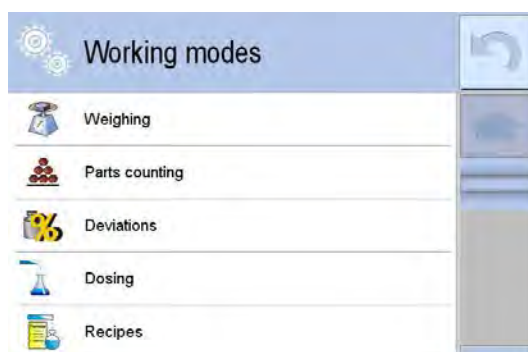 Working modes
Weighing
Parts counting
Deviations
Dosing
Recipes